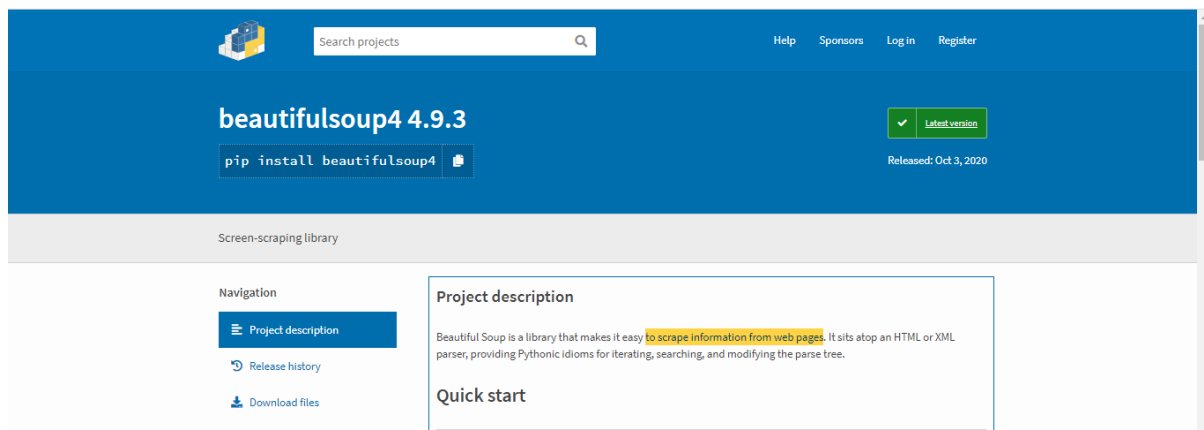 Search projects
Help Sponsors Log in Register
beautifulsoup4 4.9.3
Latest version
pip install beautifulsoup4
Released: Oct 3, 2020
Screen-scraping library
Navigation
Project description
Release history
Download files
Project description
Beautiful Soup is a library that makes it easy to scrape information from web pages. It sits atop an HTML or XML
parser, providing Pythonic idioms for iterating, searching, and modifying the parse tree.
Quick start